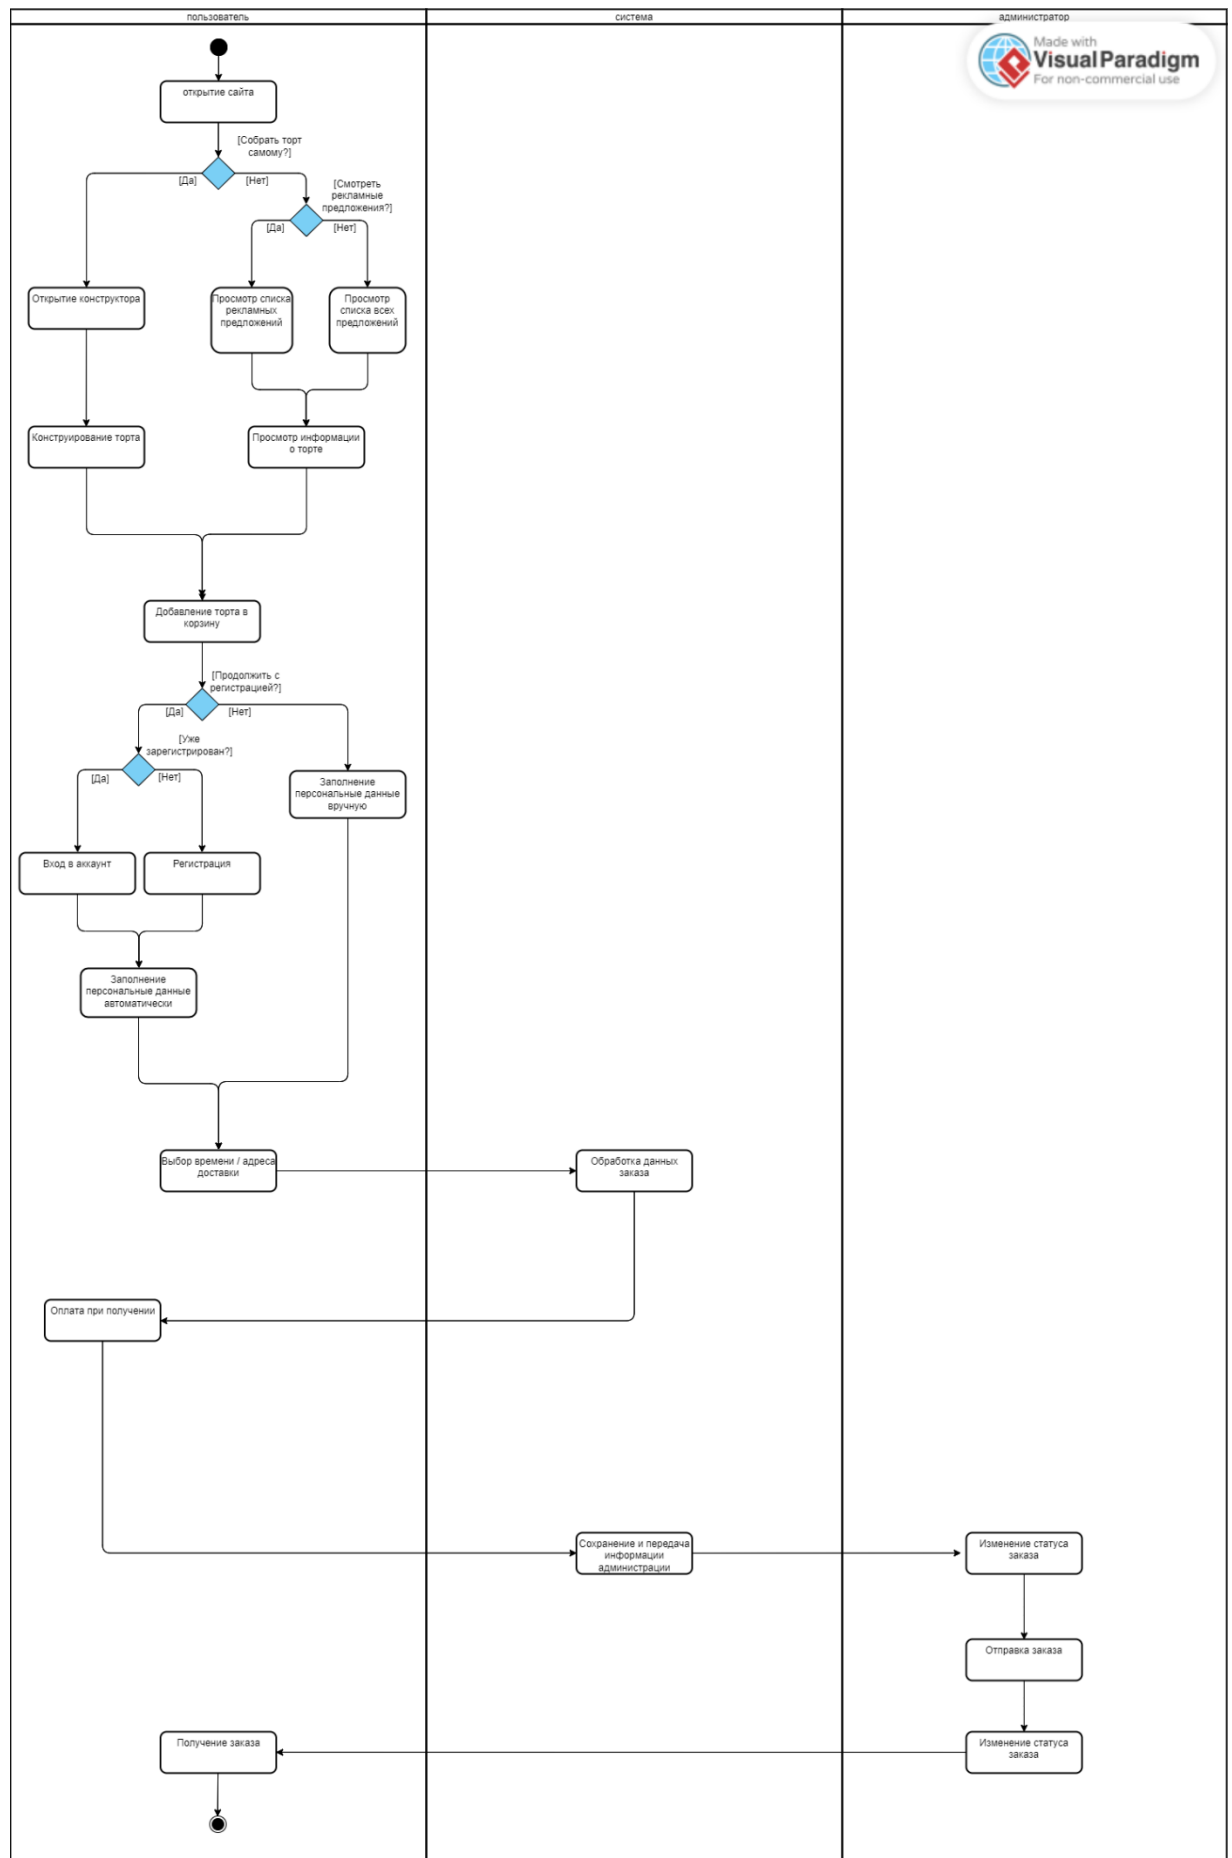 пользователь
система
администратор
Made with
Visual Paradigm
For non-commercial use
открытие сайта
[Собрать торт
самому?]
[Да]
[Нет]
[Смотреть
рекламные
предложения?]
[Да]
[Нет]
Открытие конструктора
Просмотр списка
рекламных
предложений
Просмотр
списка всех
предложений
Конструирование торта
Просмотр информации
о торте
Добавление торта в
корзину
[Продолжить с
регистрацией?]
[Да]
[Нет]
[Уже
зарегистрирован?]
[Да]
[Нет]
Заполнение
персональные данные
вручную
Вход в аккаунт
Регистрация
Заполнение
персональные данные
автоматически
Выбор времени / адреса
доставки
Обработка данных
заказа
Оплата при получении
Сохранение и передача
информации
администрации
Изменение статуса
заказа
Отправка заказа
Получение заказа
Изменение статуса
заказа